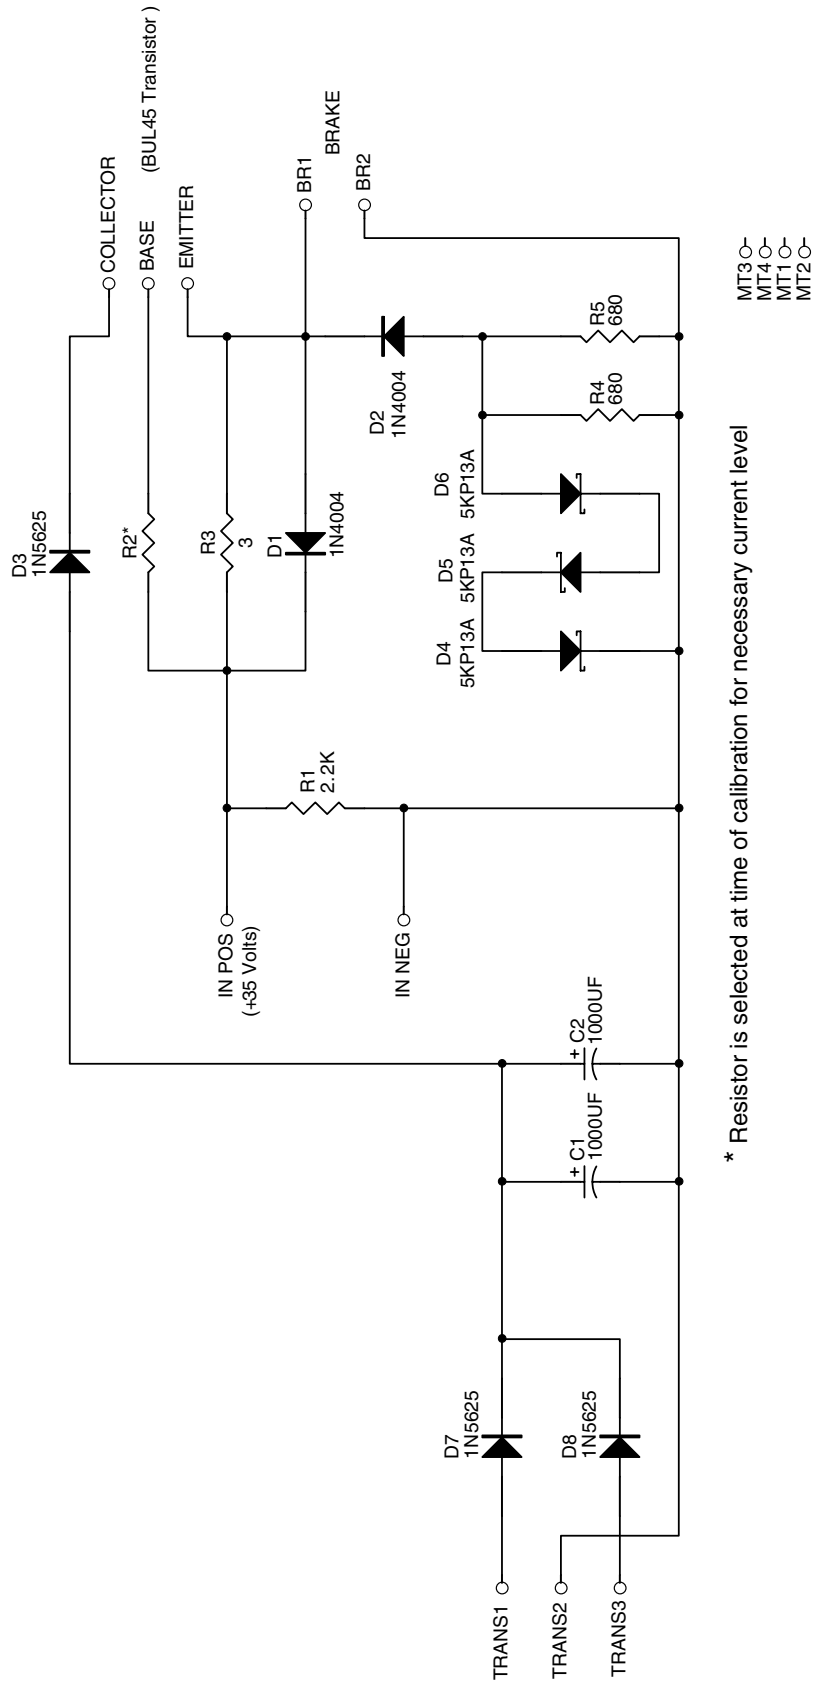 D3
1N5625
COLLECTOR
R2*
BASE
(BUL45 Transistor )
R3
3
EMITTER
IN POS
(+35 Volts)
R1
2.2K
D1
1N4004
BR1
BRAKE
BR2
IN NEG
D2
1N4004
TRANS1
D7
1N5625
D4
5KP13A
D5
5KP13A
D6
5KP13A
TRANS2
TRANS3
D8
1N5625
+
C1
1000UF
+
C2
1000UF
R4
680
R5
680
* Resistor is selected at time of calibration for necessary current level
MT3
MT4
MT1
MT2